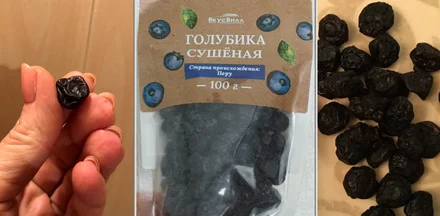 ВкусВилл
ГОЛУБИКА
СУШЁНАЯ
Страна происхождения:
Перу
100 г